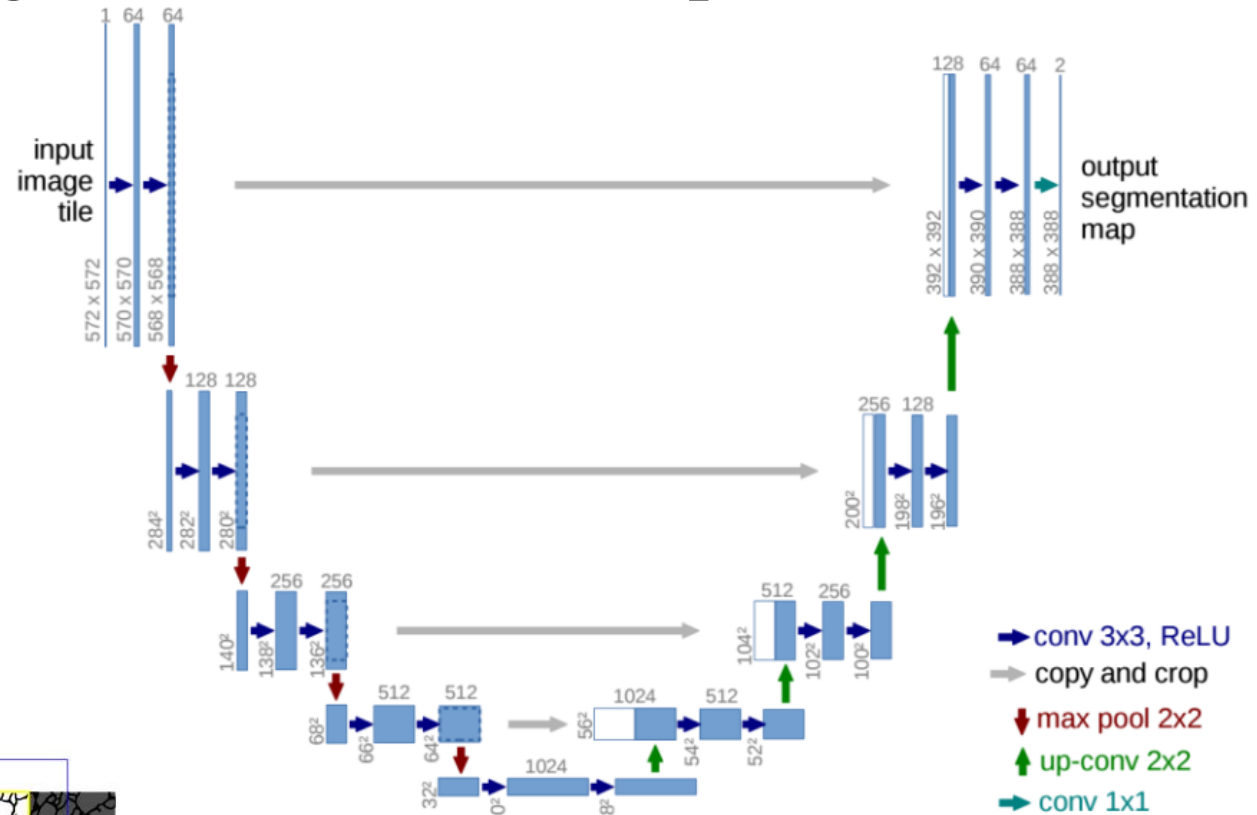 1 64 64
input
image
tile
572 x 572
570 x 570
568 x 568
128 64 64 2
output
segmentation
map
392 x 392
390 x 390
388 x 388
388 x 388
128 128
284²
282²
280²
256 128
200²
198²
196²
256 256
140²
138²
136²
512 256
104²
102²
100²
512 512
68²
66²
64²
1024 512
56²
54²
52²
1024
32²
conv 3x3, ReLU
copy and crop
max pool 2x2
up-conv 2x2
conv 1x1